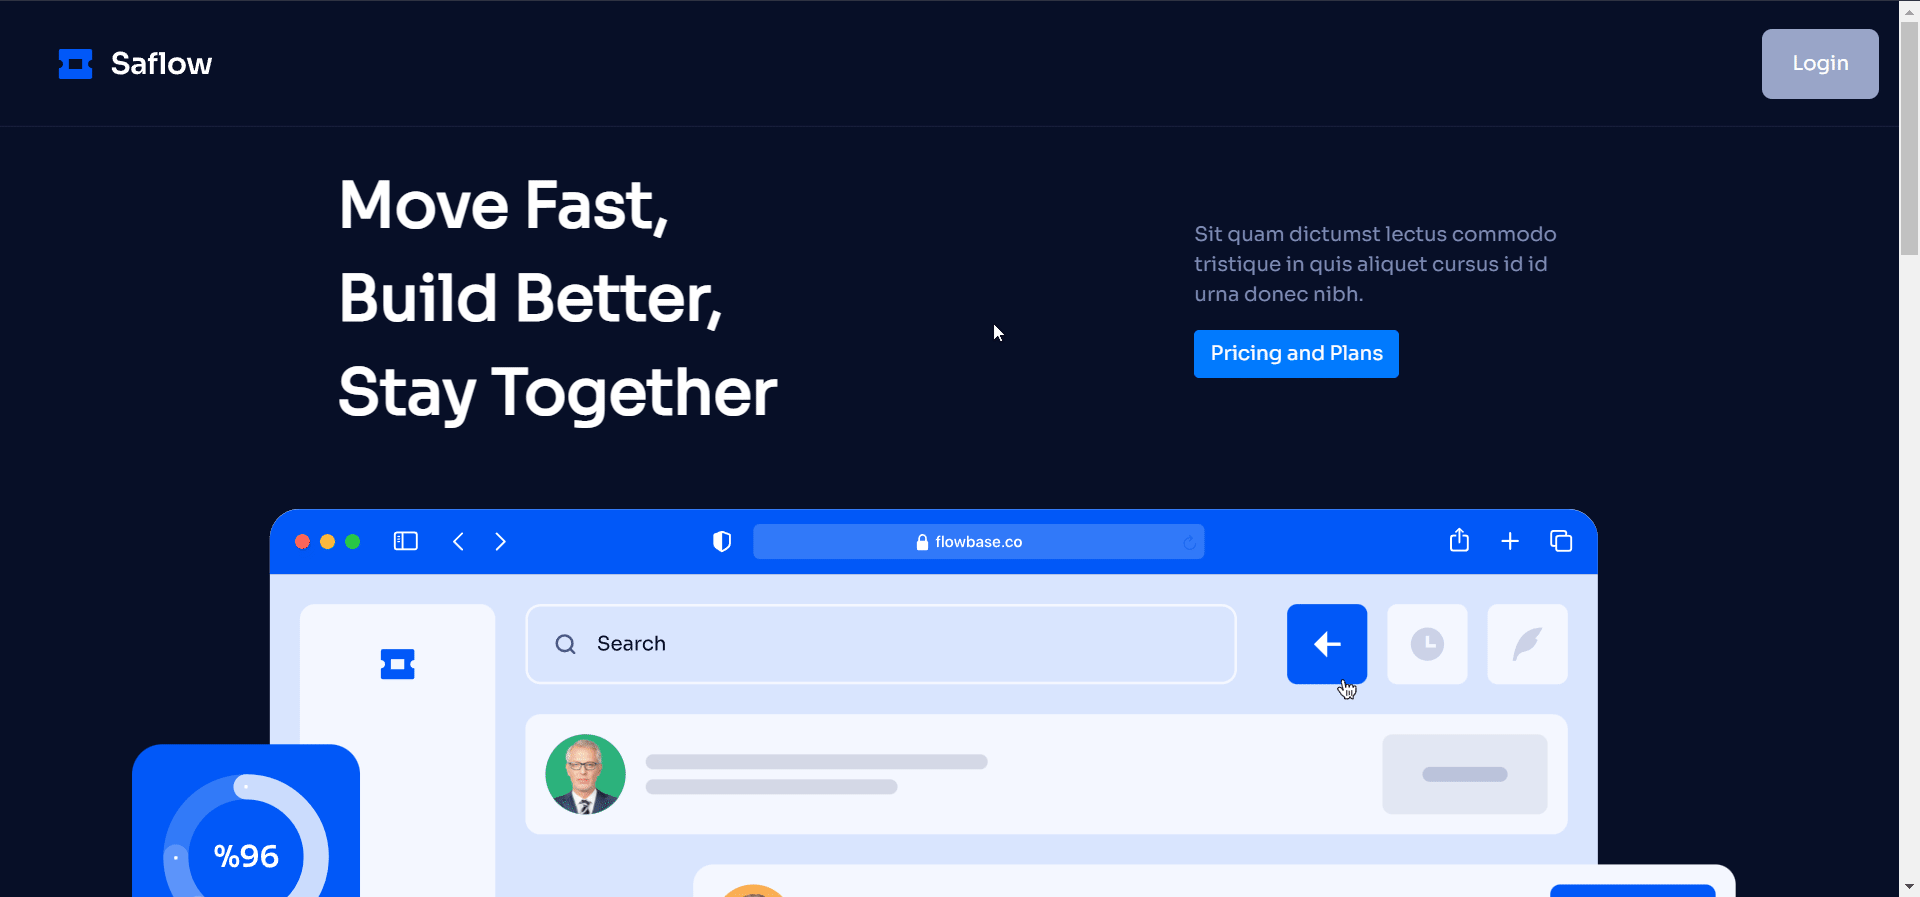 Saflow
Login
Move Fast,
Build Better,
Stay Together
Sit quam dictumst lectus commodo
tristique in quis aliquet cursus id id
urna donec nibh.
Pricing and Plans
flowbase.co
Search
%96